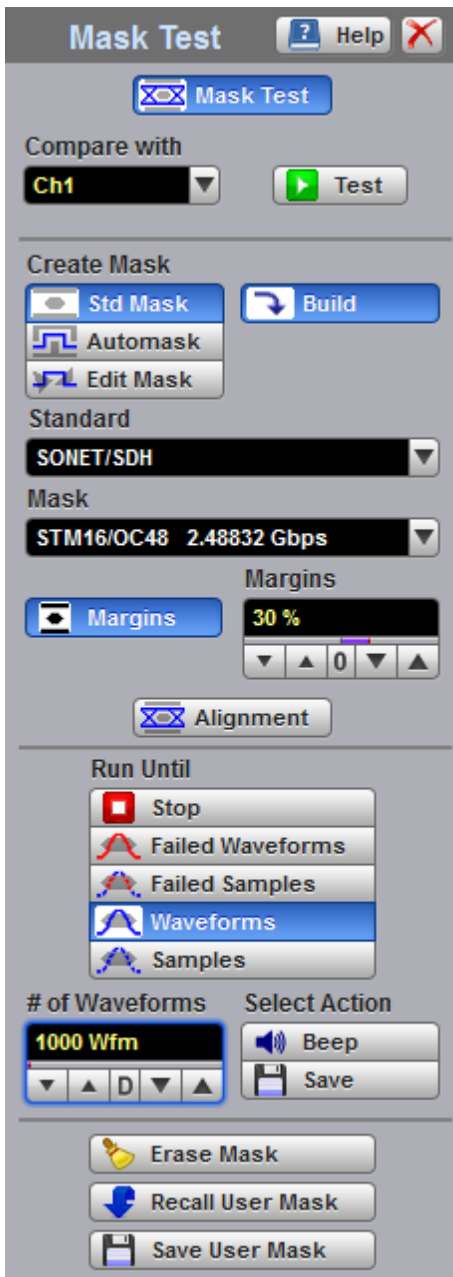 Mask Test
? Help
Mask Test
Compare with
Ch1
Test
Create Mask
Std Mask
Build
Automask
Edit Mask
Standard
SONET/SDH
Mask
STM16/OC48 2.48832 Gbps
Margins
Margins
30 %
0
Alignment
Run Until
Stop
Failed Waveforms
Failed Samples
Waveforms
Samples
# of Waveforms
Select Action
1000 Wfm
Beep
D
Save
Erase Mask
Recall User Mask
Save User Mask